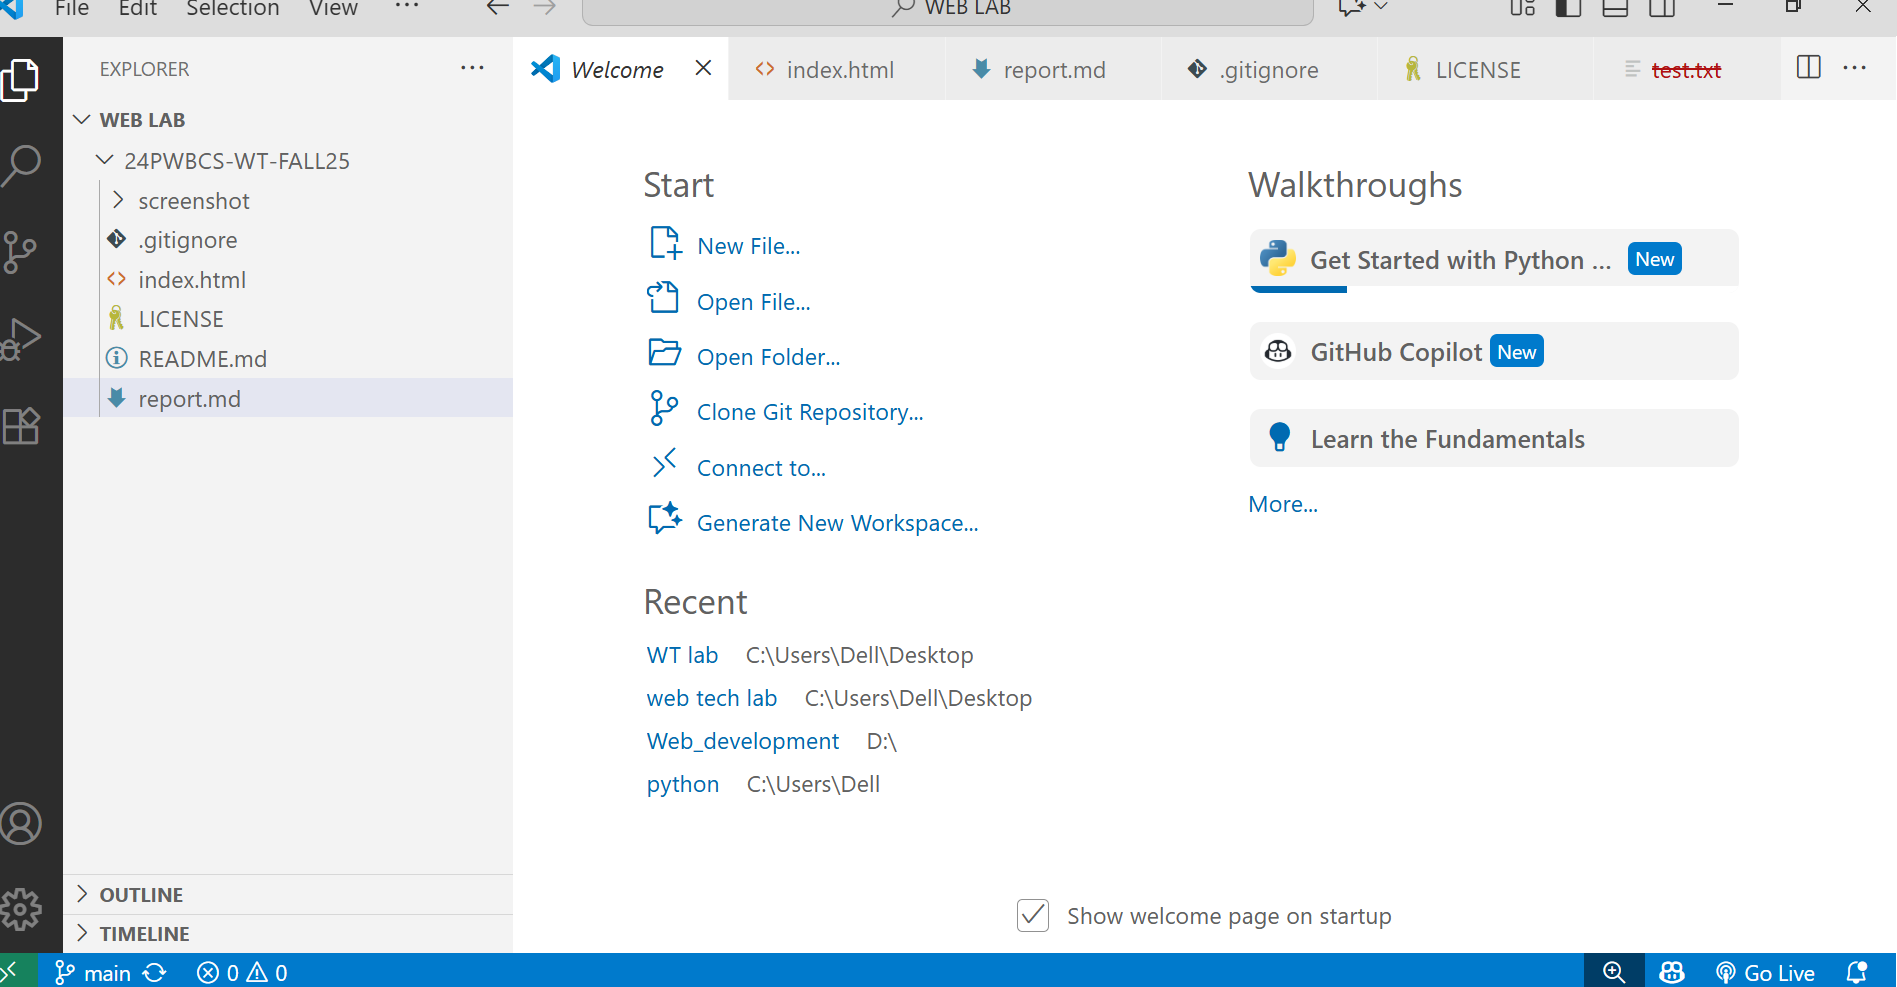 File Edit Selection View ... WEB LAB
EXPLORER ...
WEB LAB
24PWBCS-WT-FALL25
screenshot
.gitignore
index.html
LICENSE
README.md
report.md
OUTLINE
TIMELINE
Welcome index.html report.md .gitignore LICENSE test.txt ...
Start
New File...
Open File...
Open Folder...
Clone Git Repository...
Connect to...
Generate New Workspace...
Recent
WT lab C:\Users\Dell\Desktop
web tech lab C:\Users\Dell\Desktop
Web_development D:\
python C:\Users\Dell
Walkthroughs
Get Started with Python ... New
GitHub Copilot New
Learn the Fundamentals
More...
Show welcome page on startup
main 0 0 Go Live